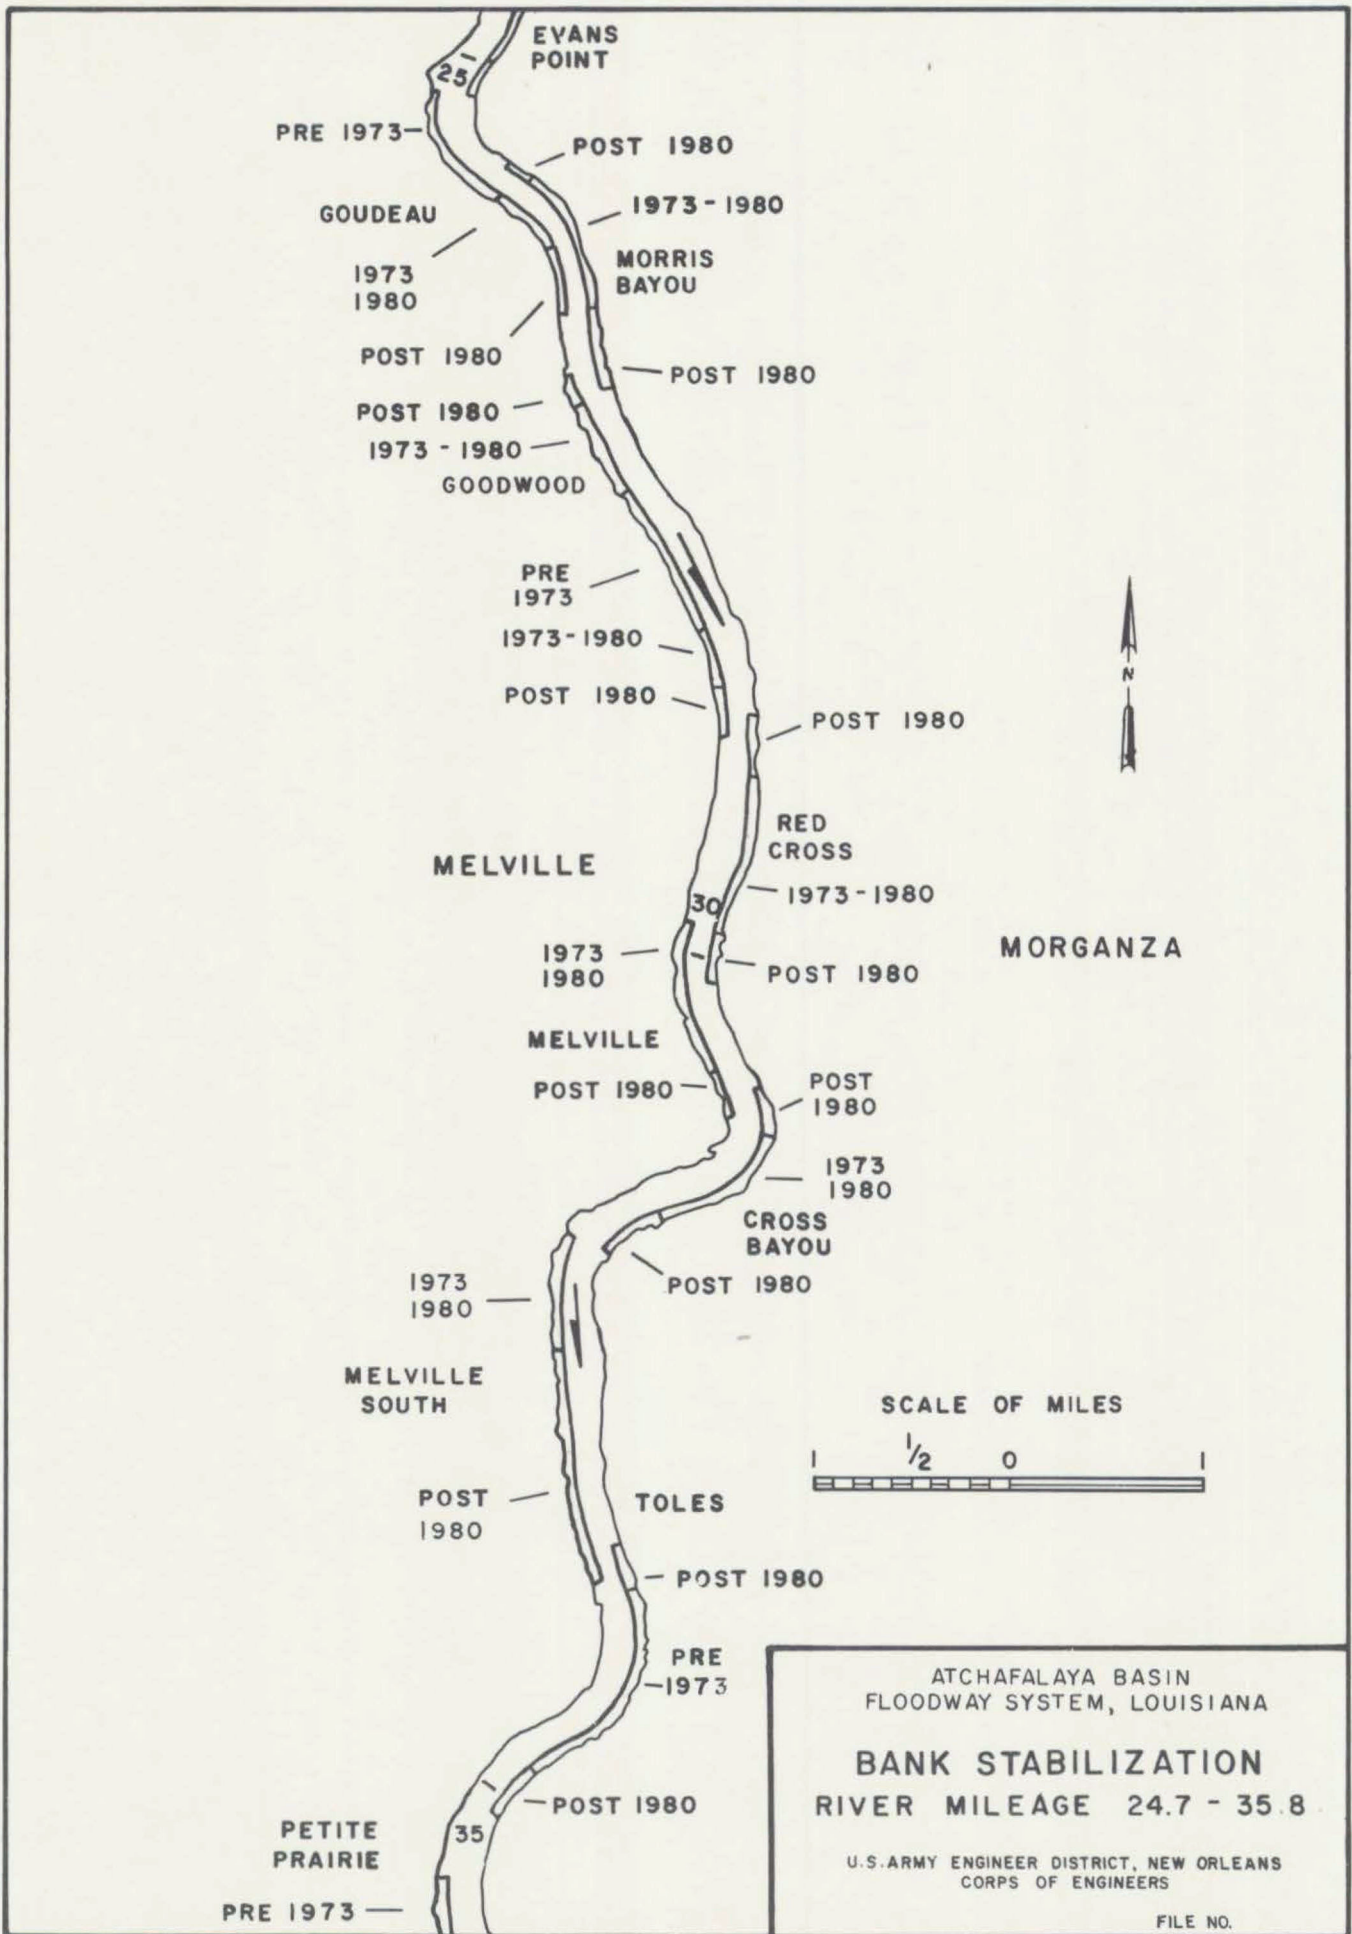 EVANS
POINT
25
PRE 1973
POST 1980
1973-1980
GOUDEAU
MORRIS
BAYOU
1973
1980
POST 1980
POST 1980
POST 1980
1973 - 1980
GOODWOOD
PRE
1973
1973-1980
POST 1980
POST 1980
N
RED
CROSS
MELVILLE
1973-1980
30
MORGANZA
1973
1980
POST 1980
MELVILLE
POST 1980
POST
1980
1973
1980
CROSS
BAYOU
POST 1980
1973
1980
MELVILLE
SOUTH
SCALE OF MILES
1 1/2 0 1
POST
1980
TOLES
POST 1980
PRE
1973
POST 1980
35
PETITE
PRAIRIE
PRE 1973
ATCHAFALAYA BASIN
FLOODWAY SYSTEM, LOUISIANA
BANK STABILIZATION
RIVER MILEAGE 24.7 - 35.8
U.S. ARMY ENGINEER DISTRICT, NEW ORLEANS
CORPS OF ENGINEERS
FILE NO.